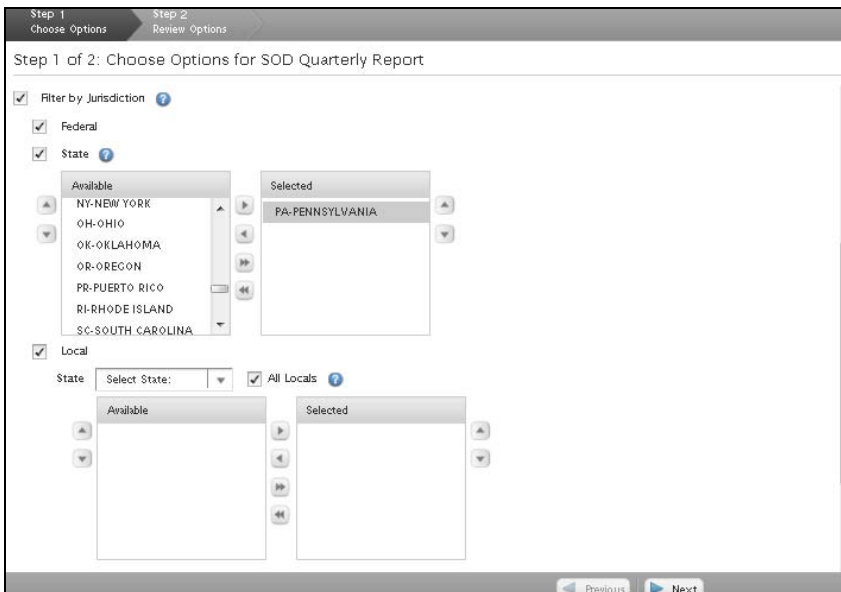 Step 1
Choose Options
Step 2
Review Options
Step 1 of 2: Choose Options for SOD Quarterly Report
Filter by Jurisdiction
Federal
State
Available
NY-NEW YORK
OH-OHIO
OK-OKLAHOMA
OR-OREGON
PR-PUERTO RICO
RI-RHODE ISLAND
SC-SOUTH CAROLINA
Selected
PA-PENNSYLVANIA
Local
State Select State: All Locals
Available
Selected
Previous Next